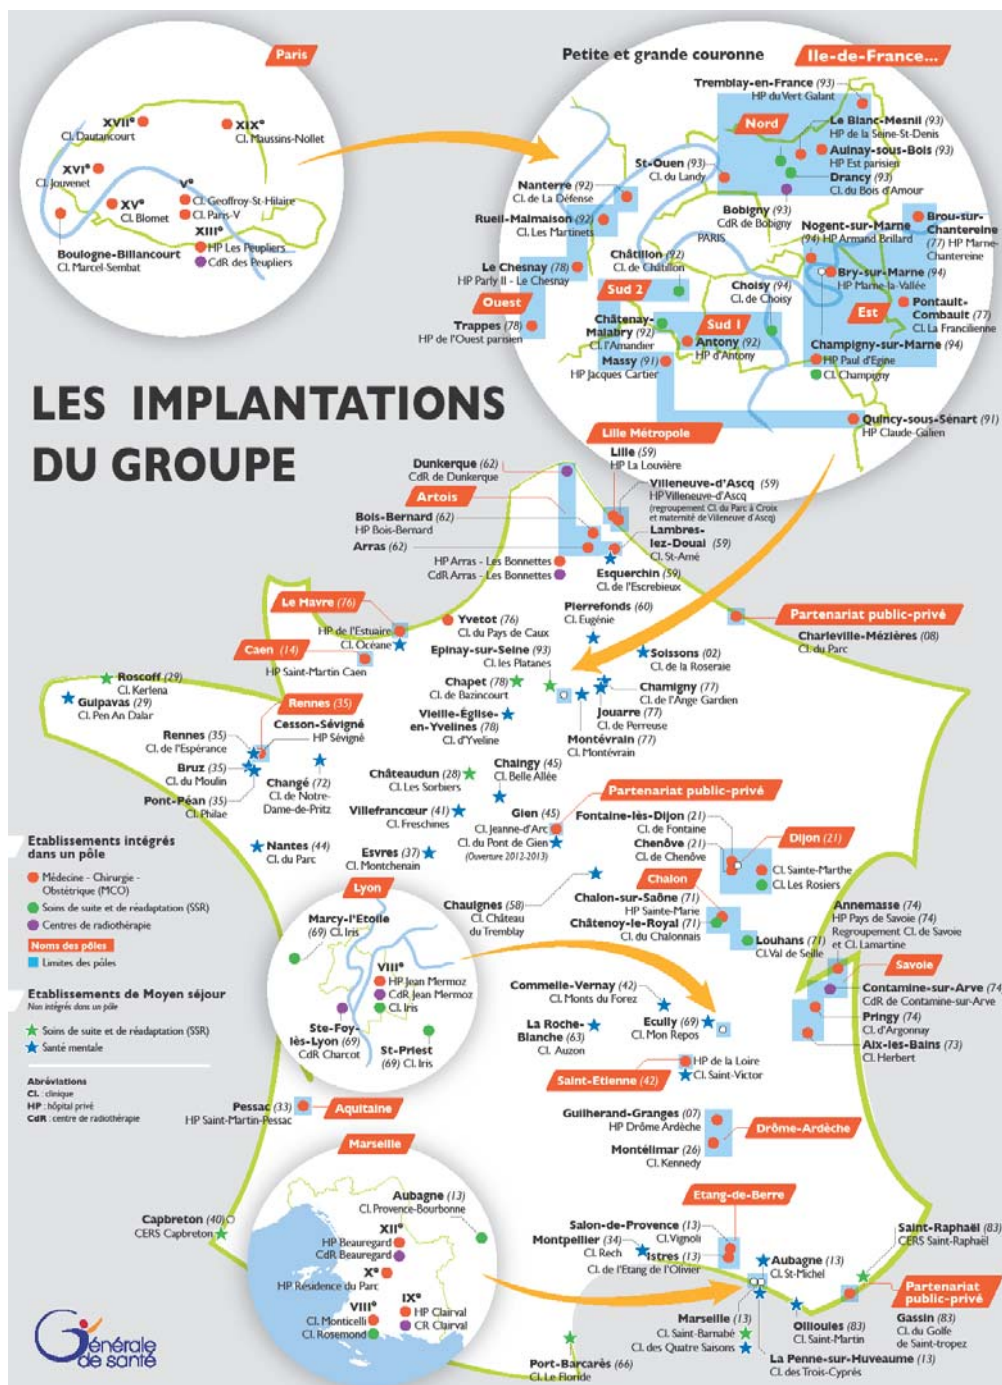 Paris
XVIIe
Cl. Dautancourt
XIXe
Cl. Maussins-Nollet
XVIe
Cl. Jouvenet
Ve
Cl. Geoffroy-St-Hilaire
Cl. Paris-V
XVe
Cl. Blomet
XIIIe
HP Les Peupliers
CdR des Peupliers
Boulogne-Billancourt
Cl. Marcel-Sembat
Petite et grande couronne
Ile-de-France...
Tremblay-en-France (93)
HP du Vert Galant
Nord
Le Blanc-Mesnil (93)
HP de la Seine-St-Denis
Aulnay-sous-Bois (93)
HP Est parisien
St-Ouen (93)
Cl. du Landy
Drancy (93)
Cl. du Bois d'Amour
Nanterre (92)
Cl. de La Défense
Bobigny (93)
CdR de Bobigny
Rueil-Malmaison (92)
Cl. Les Martinets
PARIS
Nogent-sur-Marne
(94) HP Armand Brillard
Brou-sur-
Chantereine
(77) HP Marne-
Chantereine
Châtillon (92)
Cl. de Châtillon
Le Chesnay (78)
HP Parly II - Le Chesnay
Choisy (94)
Cl. de Choisy
Bry-sur-Marne (94)
HP Marne-la-Vallée
Ouest
Sud 2
Est
Pontault-
Combault (77)
Cl. La Francilienne
Trappes (78)
HP de l'Ouest parisien
Châtenay-
Malabry (92)
Cl. l'Amandier
Sud 1
Antony (92)
HP d'Antony
Massy (91)
HP Jacques Cartier
Champigny-sur-Marne (94)
HP Paul d'Egine
Cl. Champigny
Quincy-sous-Sénart (91)
HP Claude-Galien
LES IMPLANTATIONS
DU GROUPE
Lille Métropole
Lille (59)
HP La Louvière
Dunkerque (62)
CdR de Dunkerque
Villeneuve-d'Ascq (59)
HP Villeneuve-d'Ascq
(regroupement Cl. du Parc à Croix
et maternité de Villeneuve d'Ascq)
Artois
Bois-Bernard (62)
HP Bois-Bernard
Lambres-
lez-Douai (59)
Cl. St-Amé
Arras (62)
HP Arras - Les Bonnettes
CdR Arras - Les Bonnettes
Esquerchin (59)
Cl. de l'Escrebieux
Le Havre (76)
HP de l'Estuaire
Cl. Océane
Yvetot (76)
Cl. du Pays de Caux
Pierrefonds (60)
Cl. Eugénie
Partenariat public-privé
Charleville-Mézières (08)
Cl. du Parc
Caen (14)
HP Saint-Martin Caen
Epinay-sur-Seine (93)
Cl. les Platanes
Soissons (02)
Cl. de la Roseraie
Roscoff (29)
Cl. Kerlena
Guipavas (29)
Cl. Pen An Dalar
Chapet (78)
Cl. de Bazincourt
Chamigny (77)
Cl. de l'Ange Gardien
Rennes (35)
Cesson-Sévigné
HP Sévigné
Vieille-Église-
en-Yvelines (78)
Cl. d'Yveline
Jouarre (77)
Cl. de Perreuse
Montévrain (77)
Cl. Montévrain
Rennes (35)
Cl. de l'Espérance
Bruz (35)
Cl. du Moulin
Pont-Péan (35)
Cl. Philae
Changé (72)
Cl. de Notre-
Dame-de-Pritz
Châteaudun (28)
Cl. Les Sorbiers
Chaingy (45)
Cl. Belle Allée
Villefrancœur (41)
Cl. Freschines
Gien (45)
Cl. Jeanne-d'Arc
Cl. du Pont de Gien
(Ouverture 2012-2013)
Partenariat public-privé
Fontaine-lès-Dijon (21)
Cl. de Fontaine
Chenôve (21)
Cl. de Chenôve
Dijon (21)
Cl. Sainte-Marthe
Cl. Les Rosiers
Nantes (44)
Cl. du Parc
Esvres (37)
Cl. Montchenain
Etablissements intégrés
dans un pôle
Médecine - Chirurgie -
Obstétrique (MCO)
Soins de suite et de réadaptation (SSR)
Centres de radiothérapie
Noms des pôles
Limites des pôles
Etablissements de Moyen séjour
Non intégrés dans un pôle
Soins de suite et de réadaptation (SSR)
Santé mentale
Abréviations
Cl. : clinique
HP : hôpital privé
CdR : centre de radiothérapie
Lyon
Marcy-l'Etoile
(69) Cl. Iris
VIIIe
HP Jean Mermoz
CdR Jean Mermoz
Cl. Iris
Ste-Foy-
lès-Lyon (69)
CdR Charcot
St-Priest
(69) Cl. Iris
Chaulgnes (58)
Cl. Château
du Tremblay
Chalon
Chalon-sur-Saône (71)
HP Sainte-Marie
Châtenoy-le-Royal (71)
Cl. du Chalonnais
Louhans (71)
Cl. Val de Seille
Annemasse (74)
HP Pays de Savoie (74)
Regroupement Cl. de Savoie
et Cl. Lamartine
Savoie
Contamine-sur-Arve (74)
CdR de Contamine-sur-Arve
Pringy (74)
Cl. d'Argonnay
Aix-les-Bains (73)
Cl. Herbert
Commelle-Vernay (42)
Cl. Monts du Forez
La Roche-
Blanche (63)
Cl. Auzon
Ecully (69)
Cl. Mon Repos
HP de la Loire
Cl. Saint-Victor
Saint-Etienne (42)
Pessac (33)
HP Saint-Martin-Pessac
Aquitaine
Guilherand-Granges (07)
HP Drôme Ardèche
Drôme-Ardèche
Montélimar (26)
Cl. Kennedy
Marseille
Aubagne (13)
Cl. Provence-Bourbonne
XIIe
HP Beauregard
CdR Beauregard
Xe
HP Résidence du Parc
IXe
HP Clairval
CR Clairval
VIIIe
Cl. Monticelli
Cl. Rosemond
Capbreton (40)
CERS Capbreton
Etang-de-Berre
Salon-de-Provence (13)
Cl. Vignoli
Montpellier (34)
Cl. Rech
Istres (13)
Cl. de l'Etang de l'Olivier
Aubagne (13)
Cl. St-Michel
Saint-Raphaël (83)
CERS Saint-Raphaël
Partenariat
public-privé
Gassin (83)
Cl. du Golfe
de Saint-tropez
Marseille (13)
Cl. Saint-Barnabé
Cl. des Quatre Saisons
Ollioules (83)
Cl. Saint-Martin
La Penne-sur-Huveaume (13)
Cl. des Trois-Cyprés
Port-Barcarès (66)
Cl. Le Floride
Générale
de santé